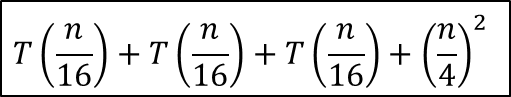 T(n/16) + T(n/16) + T(n/16) + (n/4)²